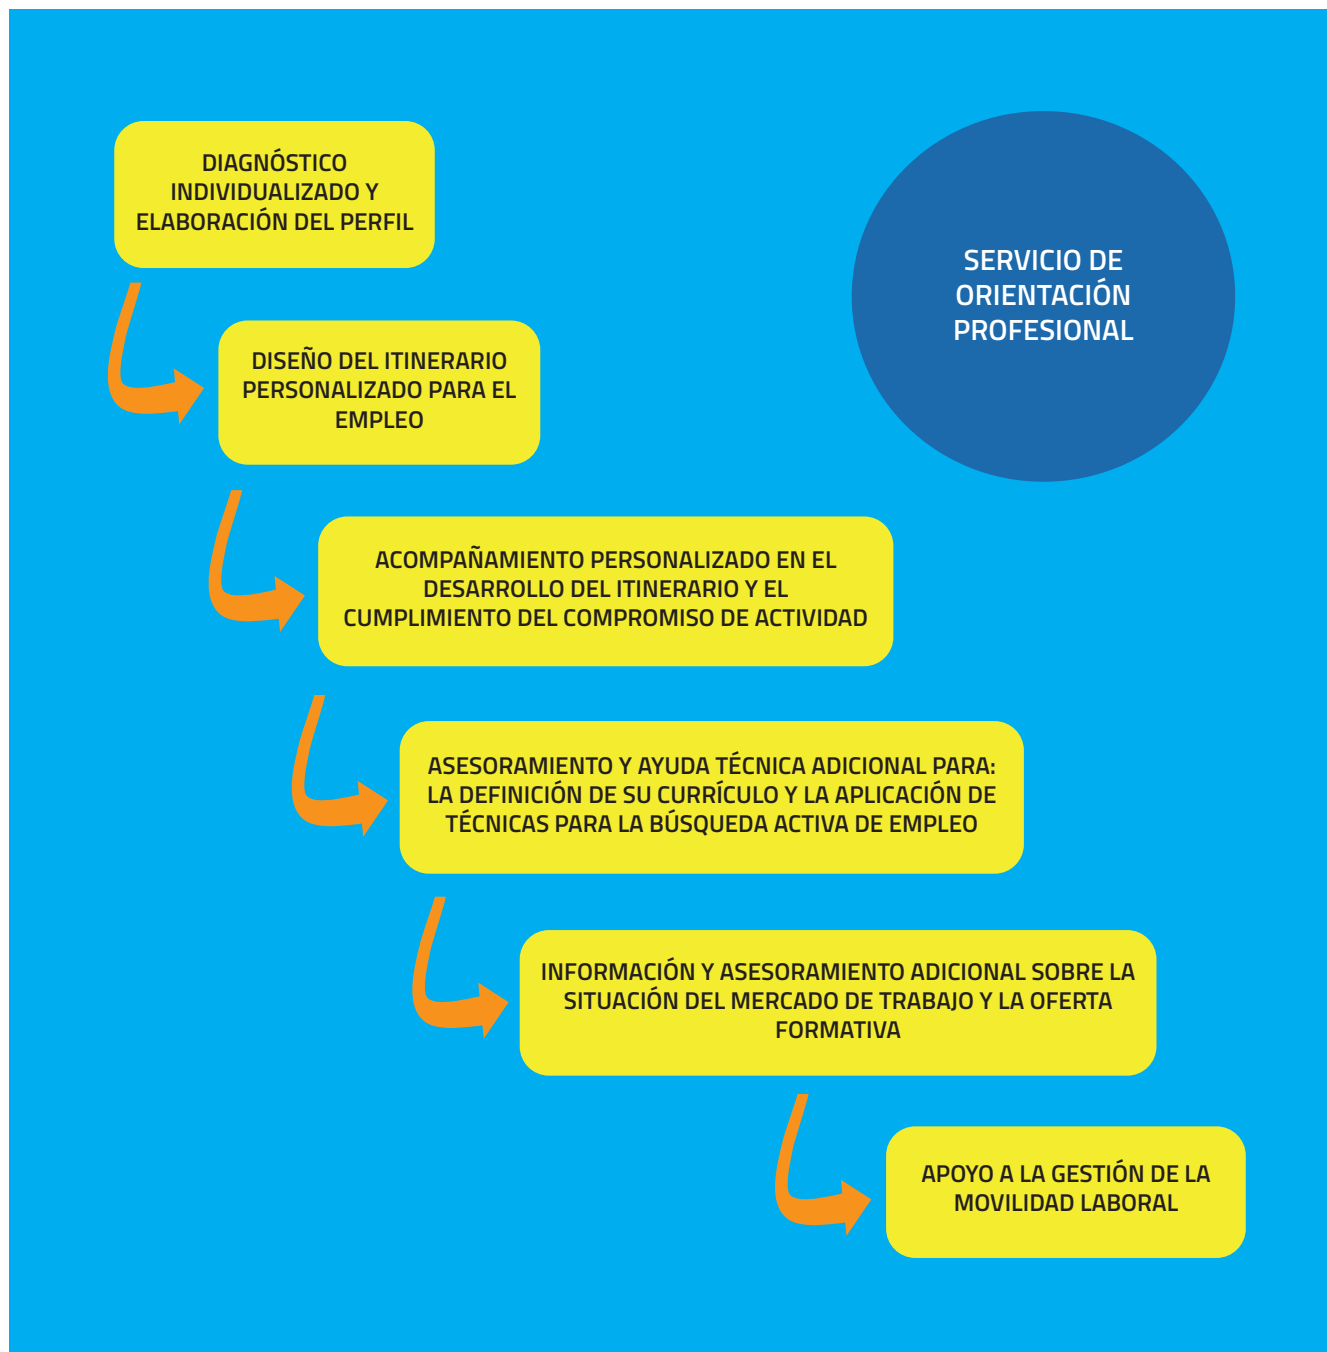 DIAGNÓSTICO
INDIVIDUALIZADO Y
ELABORACIÓN DEL PERFIL
SERVICIO DE
ORIENTACIÓN
PROFESIONAL
DISEÑO DEL ITINERARIO
PERSONALIZADO PARA EL
EMPLEO
ACOMPAÑAMIENTO PERSONALIZADO EN EL
DESARROLLO DEL ITINERARIO Y EL
CUMPLIMIENTO DEL COMPROMISO DE ACTIVIDAD
ASESORAMIENTO Y AYUDA TÉCNICA ADICIONAL PARA:
LA DEFINICIÓN DE SU CURRÍCULO Y LA APLICACIÓN DE
TÉCNICAS PARA LA BÚSQUEDA ACTIVA DE EMPLEO
INFORMACIÓN Y ASESORAMIENTO ADICIONAL SOBRE LA
SITUACIÓN DEL MERCADO DE TRABAJO Y LA OFERTA
FORMATIVA
APOYO A LA GESTIÓN DE LA
MOVILIDAD LABORAL